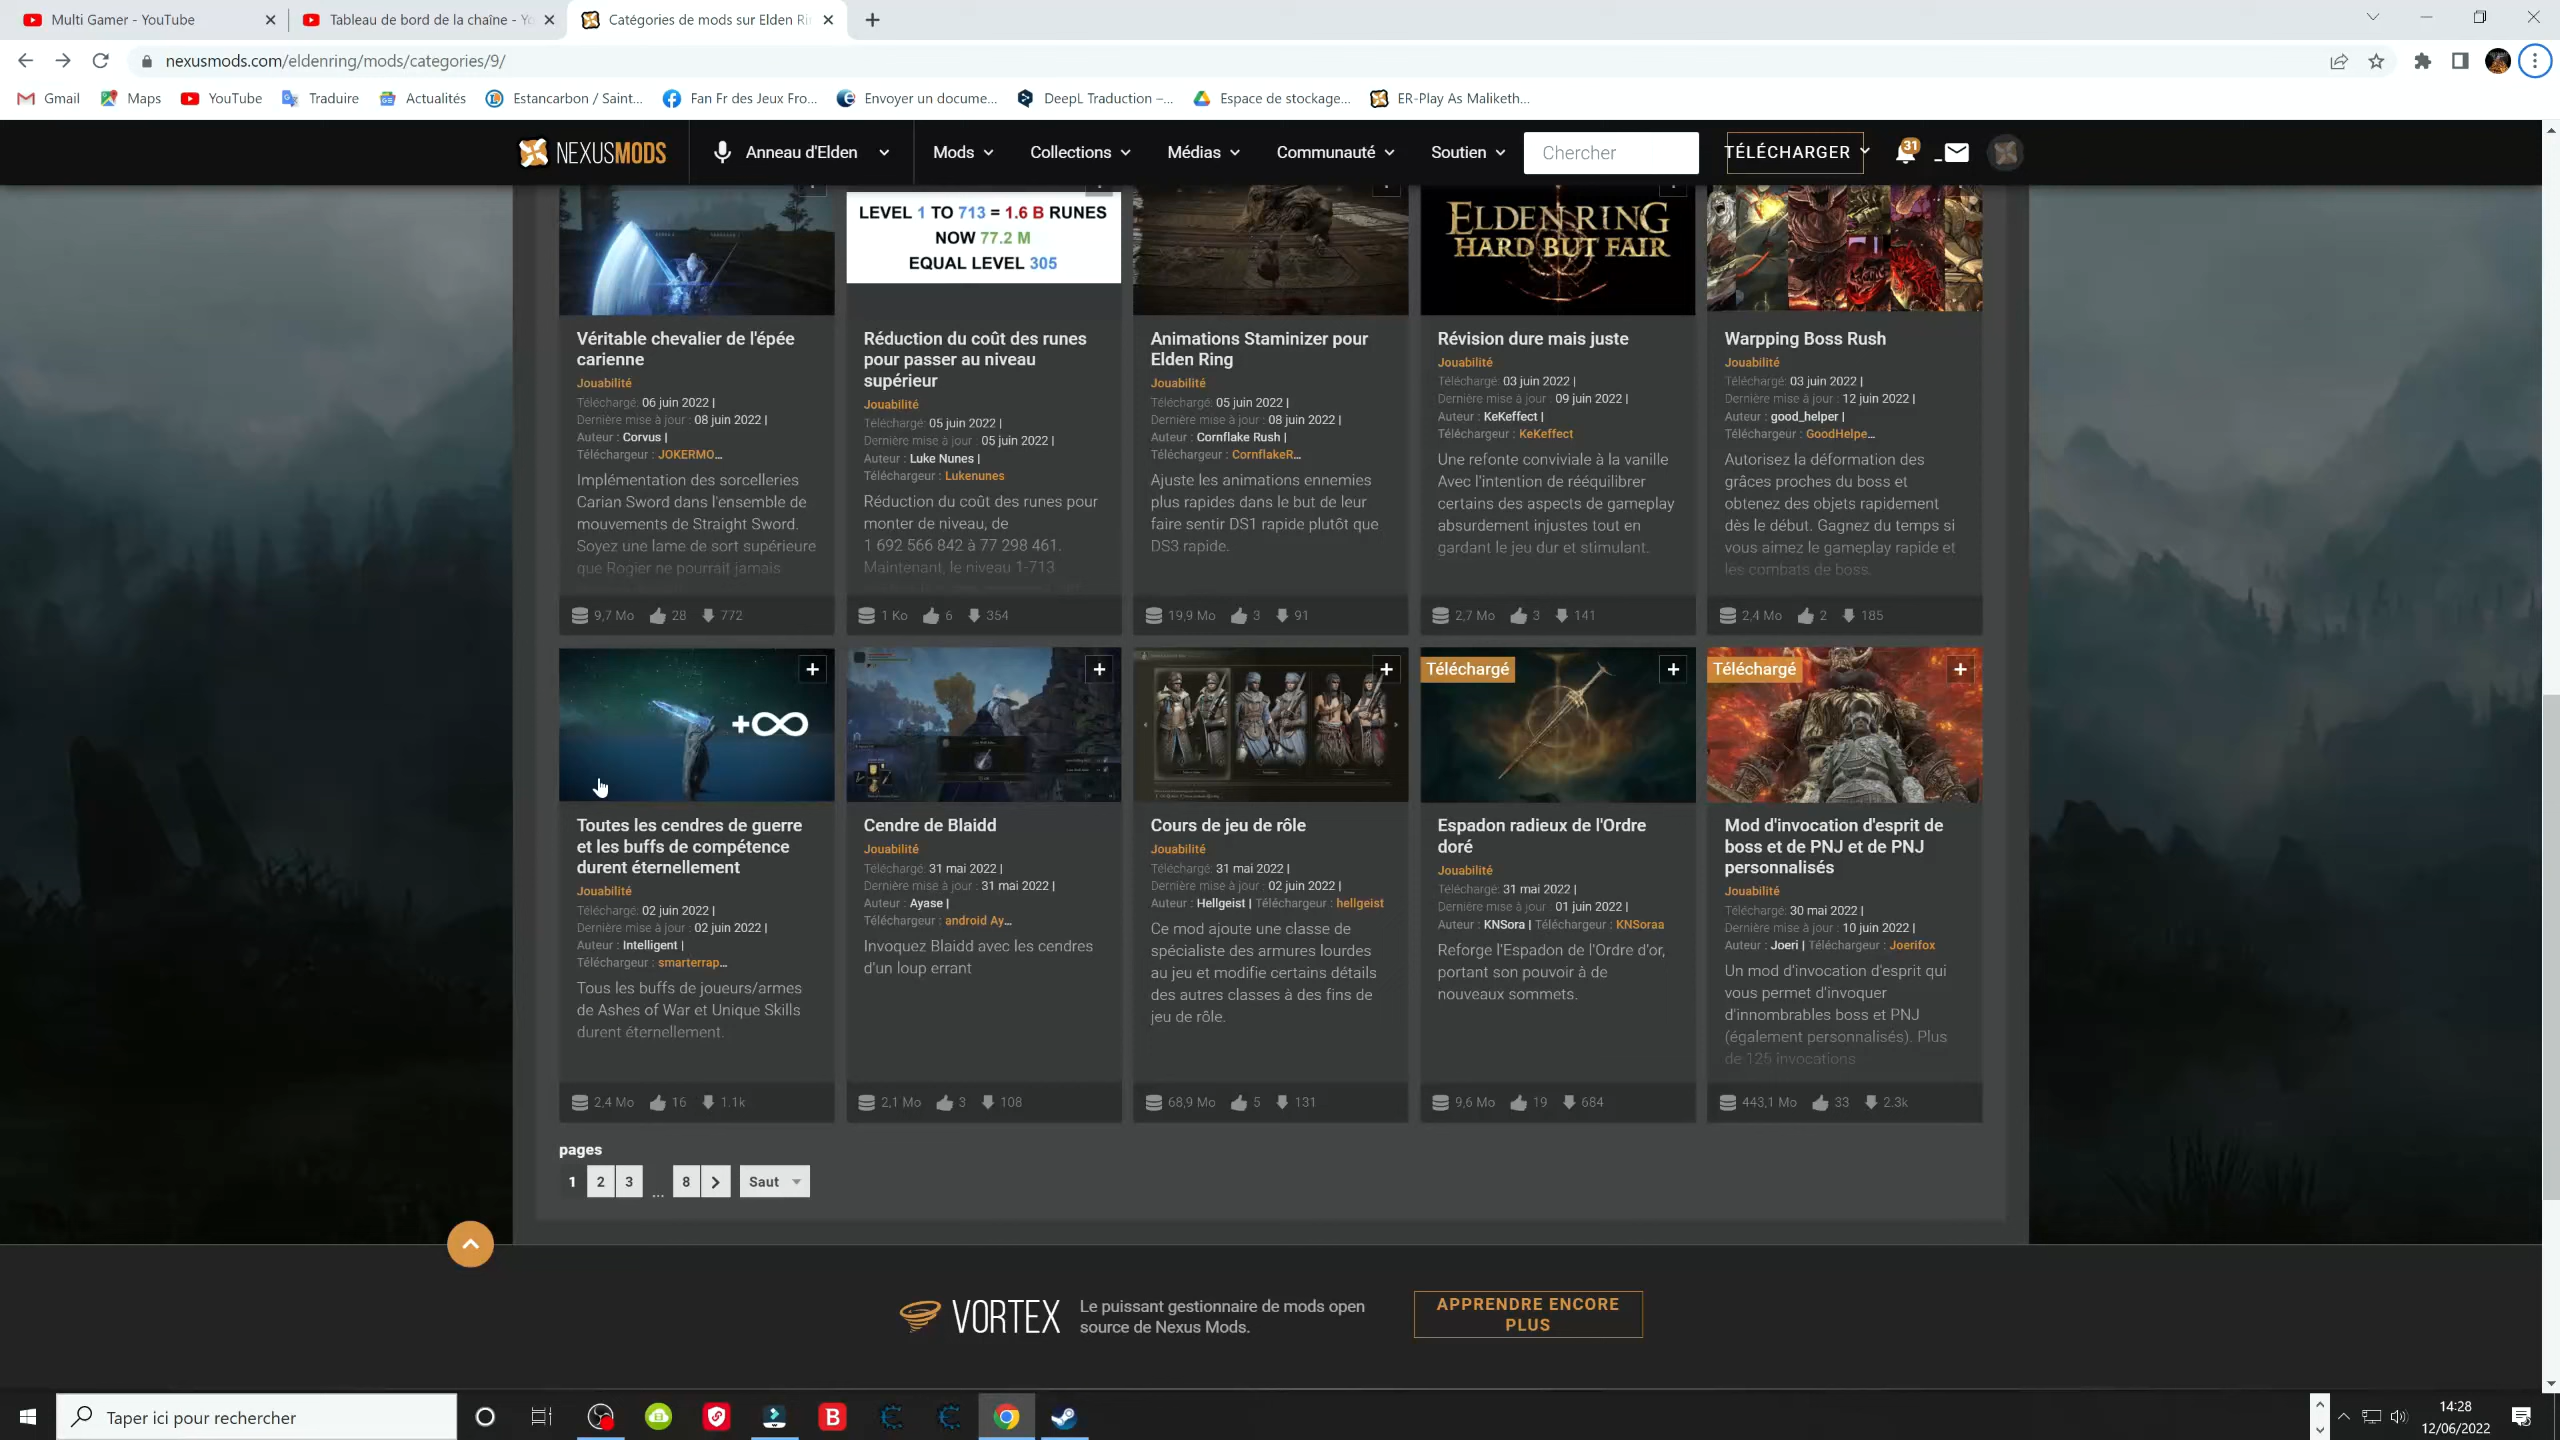 Multi Gamer - YouTube
Tableau de bord de la chaîne - Yo
Catégories de mods sur Elden Ri
nexusmods.com/eldenring/mods/categories/9/
Gmail
Maps
YouTube
Traduire
Actualités
Estancarbon / Saint...
Fan Fr des Jeux Fro...
Envoyer un docume...
DeepL Traduction –...
Espace de stockage...
ER-Play As Maliketh...
NEXUSMODS
Anneau d'Elden
Mods
Collections
Médias
Communauté
Soutien
Chercher
TÉLÉCHARGER
31
LEVEL 1 TO 713 = 1.6 B RUNES
NOW 77.2 M
EQUAL LEVEL 305
ELDEN RING
HARD BUT FAIR
Véritable chevalier de l'épée
carienne
Jouabilité
Téléchargé: 06 juin 2022 |
Dernière mise à jour : 08 juin 2022 |
Auteur : Corvus |
Téléchargeur : JOKERMO...
Implémentation des sorcelleries
Carian Sword dans l'ensemble de
mouvements de Straight Sword.
Soyez une lame de sort supérieure
que Rogier ne pourrait jamais
9,7 Mo 28 772
Réduction du coût des runes
pour passer au niveau
supérieur
Jouabilité
Téléchargé: 05 juin 2022 |
Dernière mise à jour : 05 juin 2022 |
Auteur : Luke Nunes |
Téléchargeur : Lukenunes
Réduction du coût des runes pour
monter de niveau, de
1 692 566 842 à 77 298 461.
Maintenant, le niveau 1-713
1 Ko 6 354
Animations Staminizer pour
Elden Ring
Jouabilité
Téléchargé: 05 juin 2022 |
Dernière mise à jour : 08 juin 2022 |
Auteur : Cornflake Rush |
Téléchargeur : CornflakeR...
Ajuste les animations ennemies
plus rapides dans le but de leur
faire sentir DS1 rapide plutôt que
DS3 rapide.
19,9 Mo 3 91
Révision dure mais juste
Jouabilité
Téléchargé: 03 juin 2022 |
Dernière mise à jour : 09 juin 2022 |
Auteur : KeKeffect |
Téléchargeur : KeKeffect
Une refonte conviviale à la vanille
Avec l'intention de rééquilibrer
certains des aspects de gameplay
absurdement injustes tout en
gardant le jeu dur et stimulant.
2,7 Mo 3 141
Warpping Boss Rush
Jouabilité
Téléchargé: 03 juin 2022 |
Dernière mise à jour : 12 juin 2022 |
Auteur : good_helper |
Téléchargeur : GoodHelpe...
Autorisez la déformation des
grâces proches du boss et
obtenez des objets rapidement
dès le début. Gagnez du temps si
vous aimez le gameplay rapide et
les combats de boss.
2,4 Mo 2 185
+∞
Toutes les cendres de guerre
et les buffs de compétence
durent éternellement
Jouabilité
Téléchargé: 02 juin 2022 |
Dernière mise à jour : 02 juin 2022 |
Auteur : Intelligent |
Téléchargeur : smarterrap...
Tous les buffs de joueurs/armes
de Ashes of War et Unique Skills
durent éternellement.
2,4 Mo 16 1.1k
Cendre de Blaidd
Jouabilité
Téléchargé: 31 mai 2022 |
Dernière mise à jour : 31 mai 2022 |
Auteur : Ayase |
Téléchargeur : android Ay...
Invoquez Blaidd avec les cendres
d'un loup errant
2,1 Mo 3 108
Cours de jeu de rôle
Jouabilité
Téléchargé: 31 mai 2022 |
Dernière mise à jour : 02 juin 2022 |
Auteur : Hellgeist | Téléchargeur : hellgeist
Ce mod ajoute une classe de
spécialiste des armures lourdes
au jeu et modifie certains détails
des autres classes à des fins de
jeu de rôle.
68,9 Mo 5 131
Téléchargé
Espadon radieux de l'Ordre
doré
Jouabilité
Téléchargé: 31 mai 2022 |
Dernière mise à jour : 01 juin 2022 |
Auteur : KNSora | Téléchargeur : KNSoraa
Reforge l'Espadon de l'Ordre d'or,
portant son pouvoir à de
nouveaux sommets.
9,6 Mo 19 684
Téléchargé
Mod d'invocation d'esprit de
boss et de PNJ et de PNJ
personnalisés
Jouabilité
Téléchargé: 30 mai 2022 |
Dernière mise à jour : 10 juin 2022 |
Auteur : Joeri | Téléchargeur : Joerifox
Un mod d'invocation d'esprit qui
vous permet d'invoquer
d'innombrables boss et PNJ
(également personnalisés). Plus
de 125 invocations
443,1 Mo 33 2.3k
pages
1 2 3 ... 8 > Saut
VORTEX
Le puissant gestionnaire de mods open
source de Nexus Mods.
APPRENDRE ENCORE
PLUS
Taper ici pour rechercher
14:28
12/06/2022